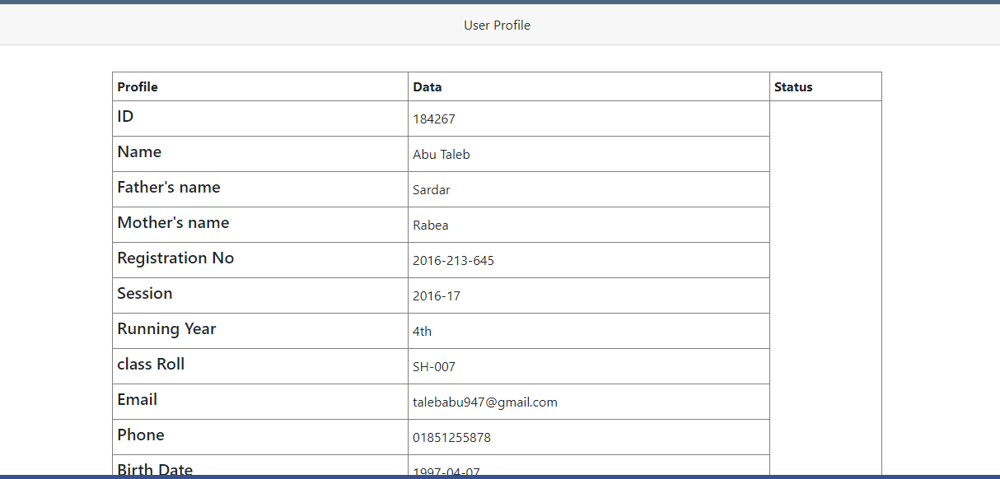 User Profile
Profile Data Status
ID 184267
Name Abu Taleb
Father's name Sardar
Mother's name Rabea
Registration No 2016-213-645
Session 2016-17
Running Year 4th
class Roll SH-007
Email talebabu947@gmail.com
Phone 01851255878
Birth Date 1997-04-07